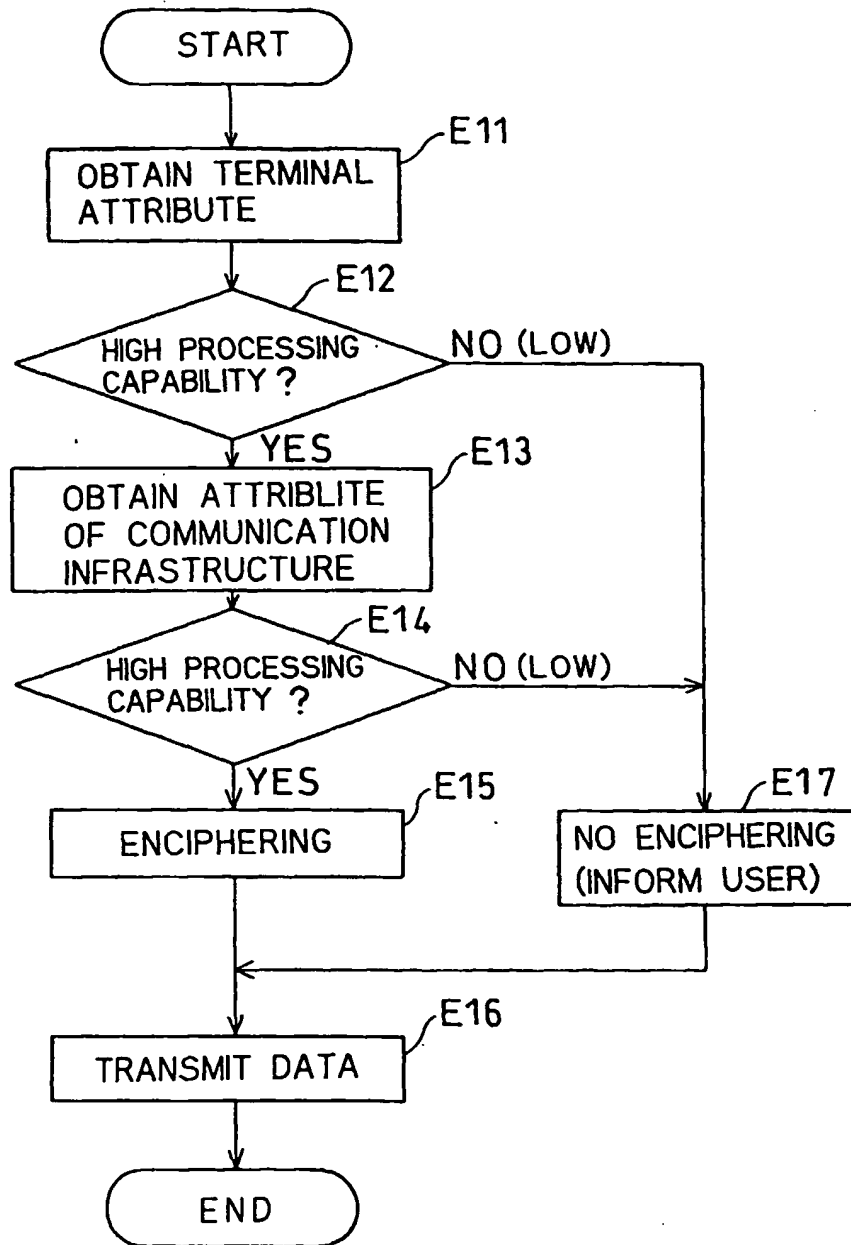 START
E11
OBTAIN TERMINAL
ATTRIBUTE
E12
HIGH PROCESSING
CAPABILITY ?
NO (LOW)
YES
E13
OBTAIN ATTRIBLITE
OF COMMUNICATION
INFRASTRUCTURE
E14
HIGH PROCESSING
CAPABILITY ?
NO (LOW)
YES
E15
ENCIPHERING
E17
NO ENCIPHERING
(INFORM USER)
E16
TRANSMIT DATA
END